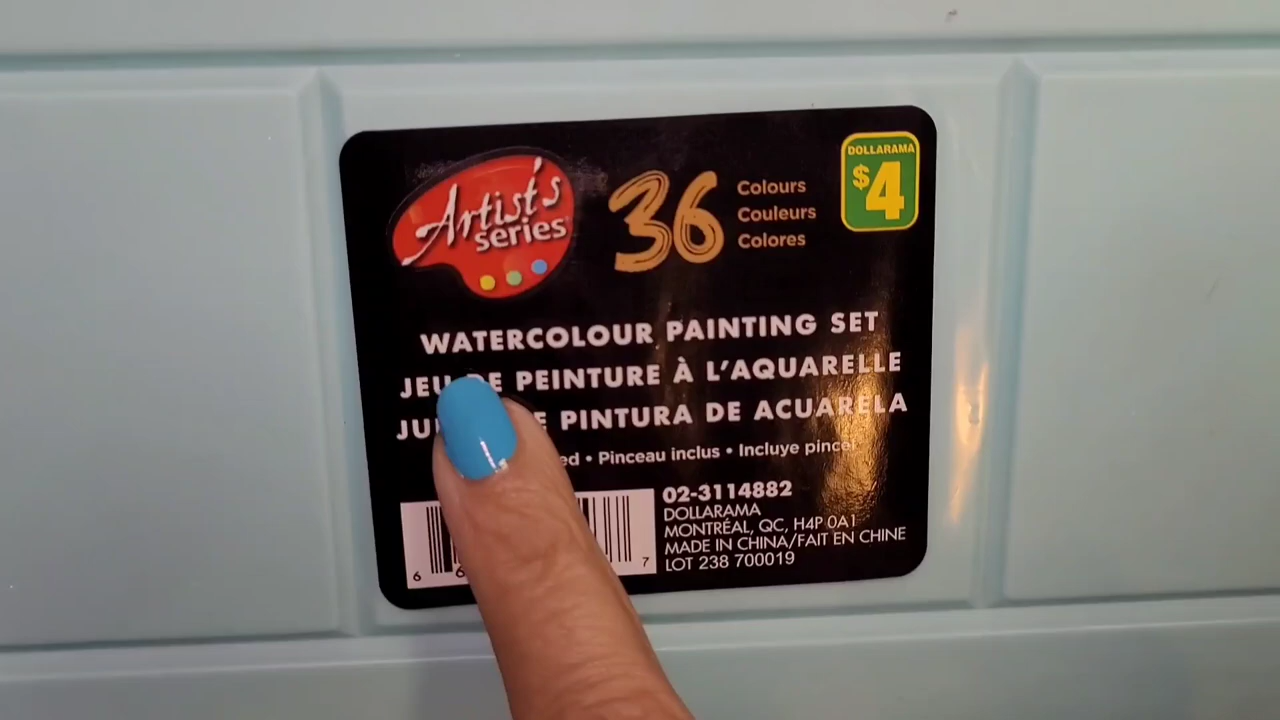 Artist's
series
36
Colours
Couleurs
Colores
DOLLARAMA
$4
WATERCOLOUR PAINTING SET
JEU DE PEINTURE À L'AQUARELLE
PINTURA DE ACUARELA
• Pinceau inclus • Incluye pincel
02-3114882
DOLLARAMA
MONTRÉAL, QC, H4P 0A1
MADE IN CHINA/FAIT EN CHINE
LOT 238 700019
6
7